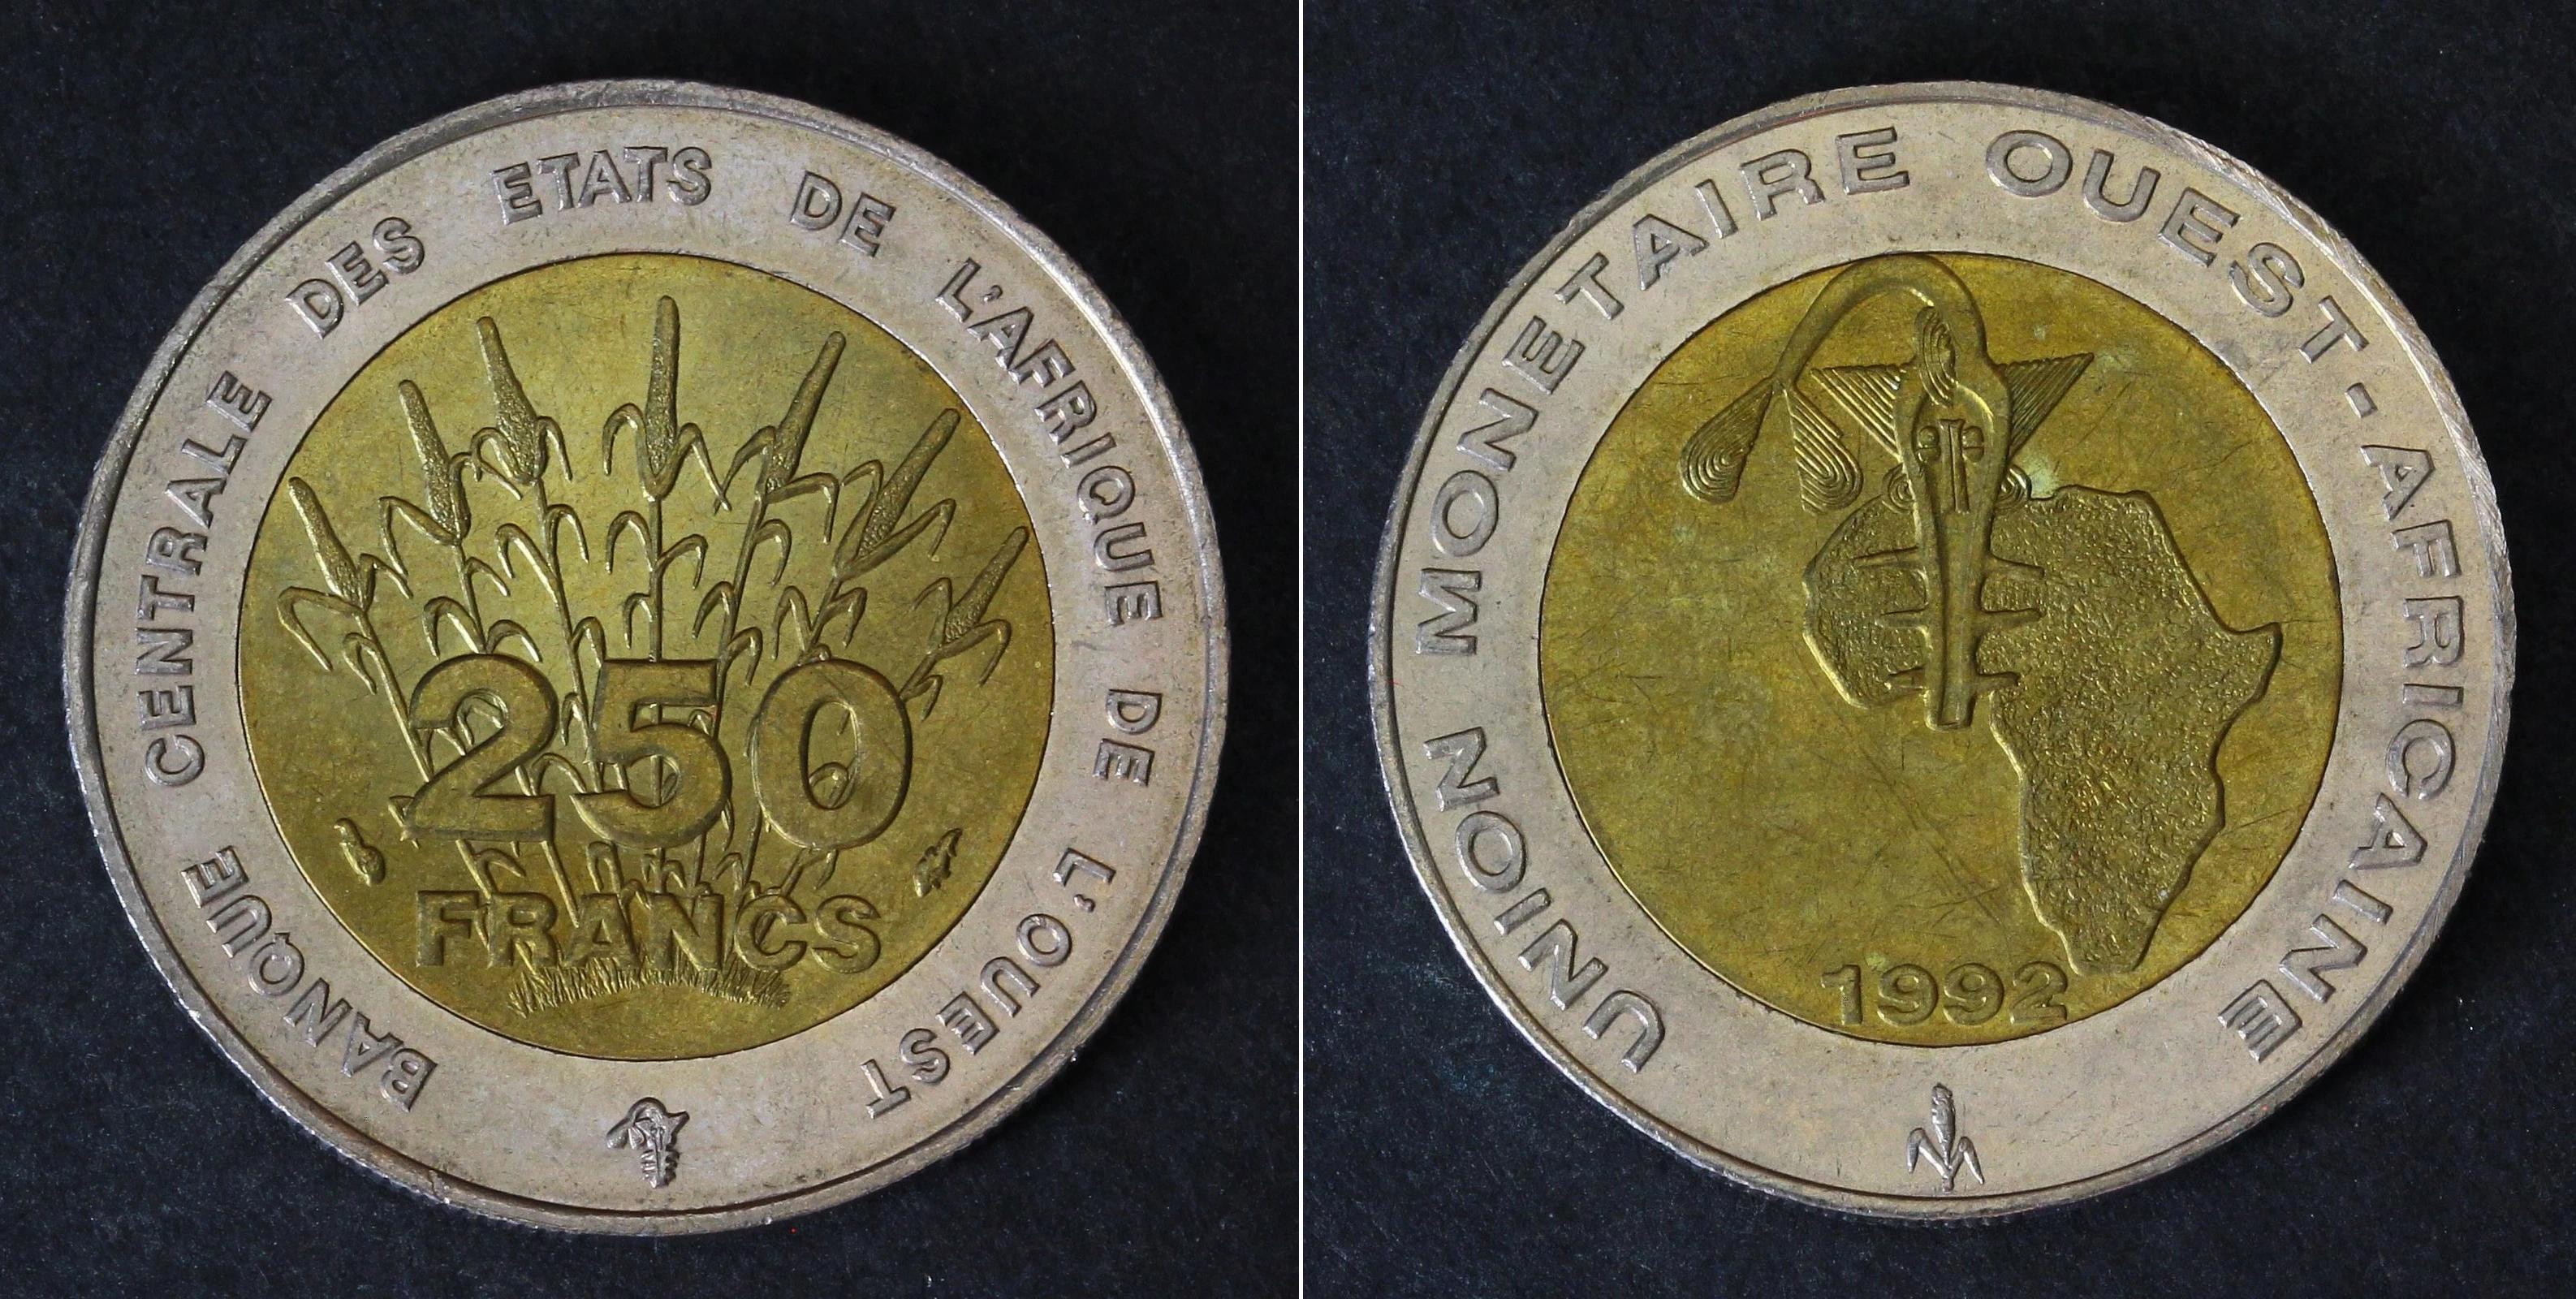 BANQUE CENTRALE DES ETATS DE L'AFRIQUE DE L'OUEST
250
FRANCS
UNION MONETAIRE OUEST-AFRICAINE
1992